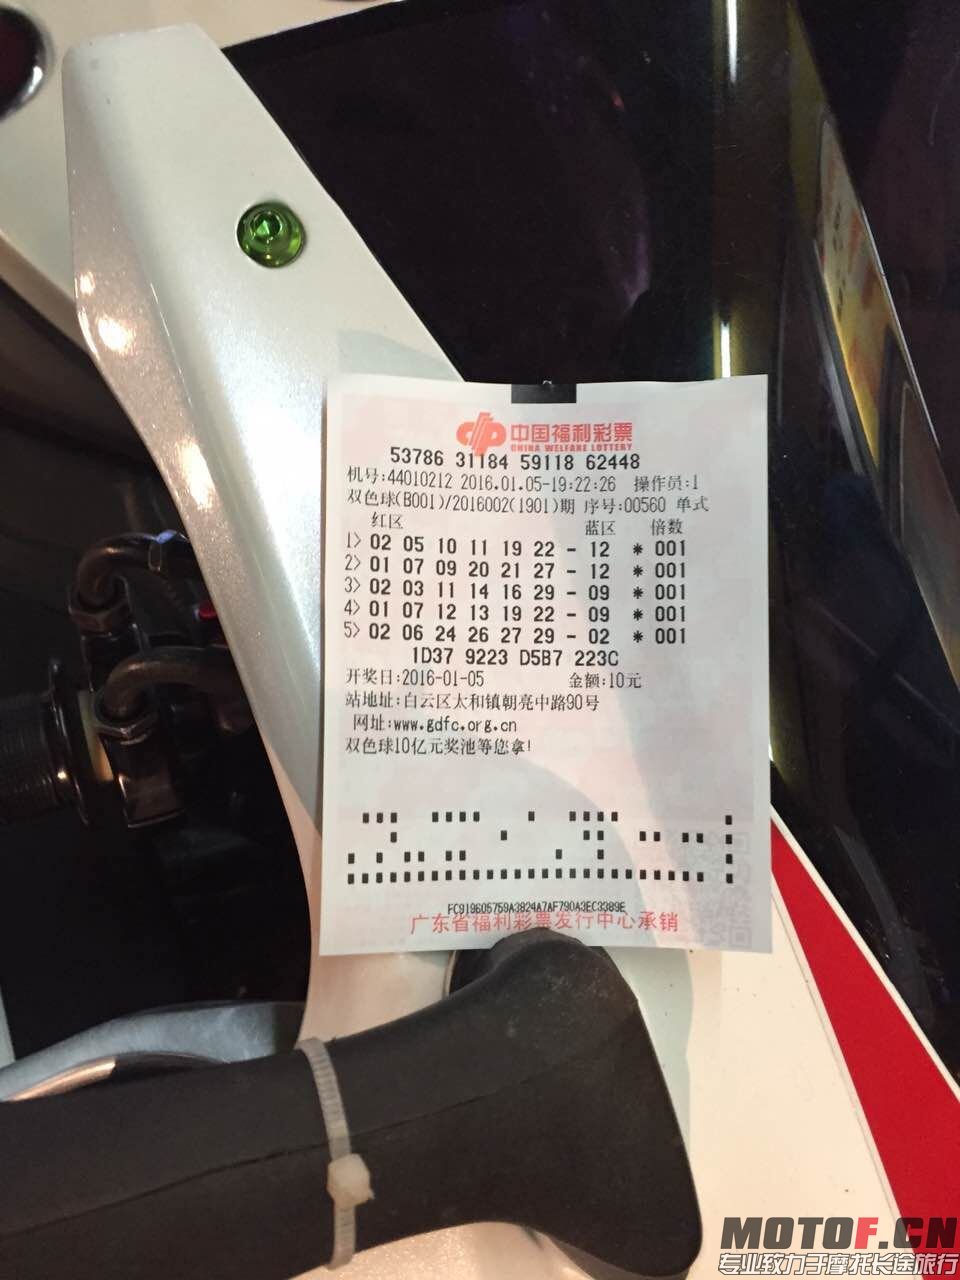 中国福利彩票
CHINA WELFARE LOTTERY
53786 31184 59118 62448
机号:44010212 2016.01.05-19:22:26 操作员:1
双色球(B001)/2016002(1901)期 序号:00560 单式
红区 蓝区 倍数
1> 02 05 10 11 19 22 - 12 * 001
2> 01 07 09 20 21 27 - 12 * 001
3> 02 03 11 14 16 29 - 09 * 001
4> 01 07 12 13 19 22 - 09 * 001
5> 02 06 24 26 27 29 - 02 * 001
1D37 9223 D5B7 223C
开奖日:2016-01-05 金额:10元
站地址:白云区太和镇朝亮中路90号
网址:www.gdfc.org.cn
双色球10亿元奖池等您拿!
FC919605759A3824A7AF790A3EC3389E
广东省福利彩票发行中心承销
MOTOF.CN
专业致力于摩托长途旅行